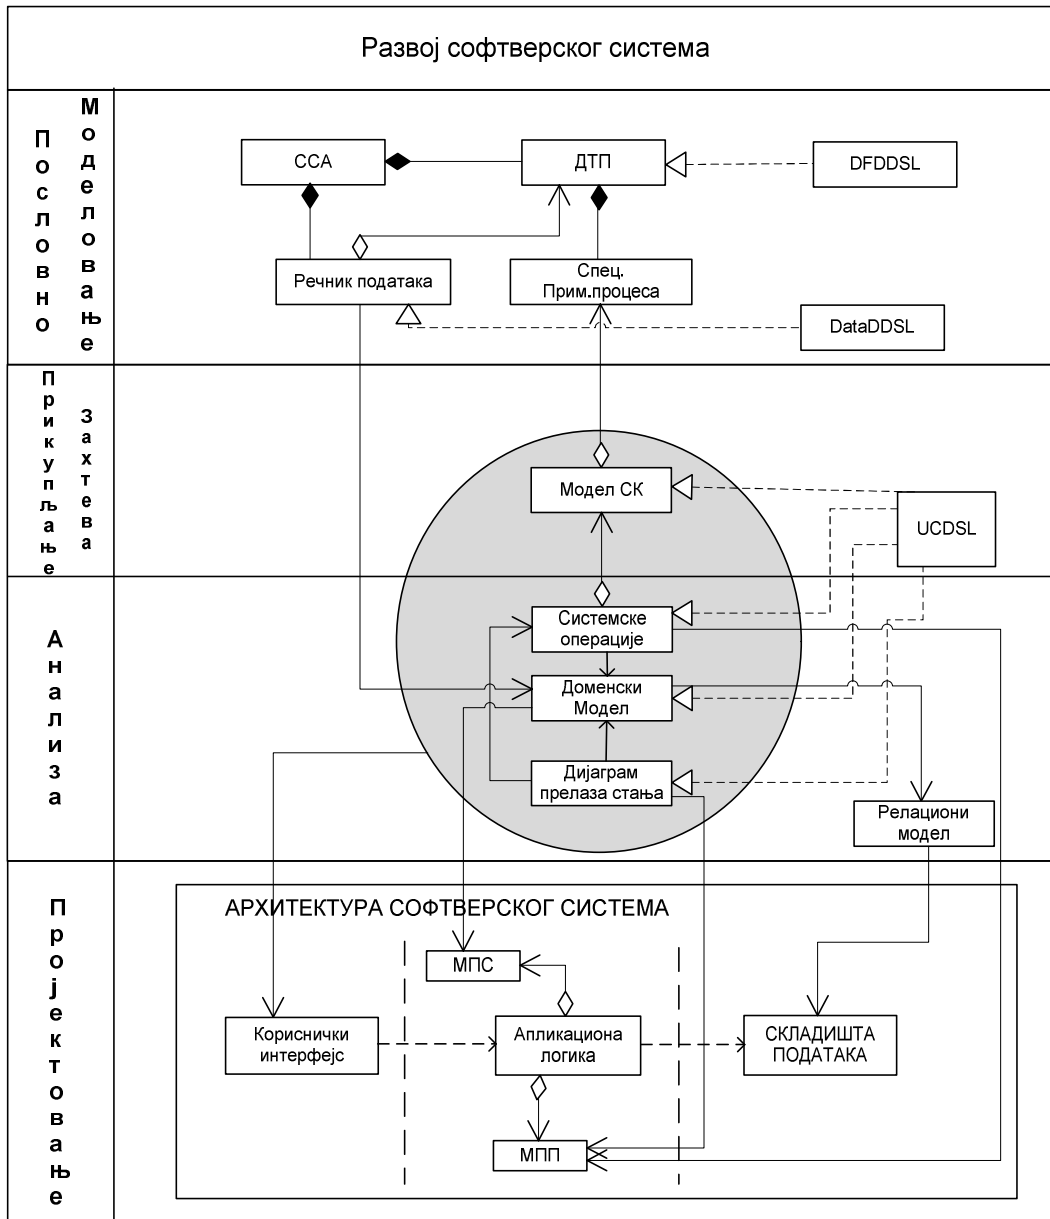 Развој софтверског система
Пословно
Моделовање
ССА
ДТП
DFDDSL
Речник података
Спец.
Прим.процеса
DataDDSL
Прикупљање
Захтева
Модел СК
UCDSL
Анализа
Системске
операције
Доменски
Модел
Дијаграм
прелаза стања
Релациони
модел
Пројектовање
АРХИТЕКТУРА СОФТВЕРСКОГ СИСТЕМА
МПС
Кориснички
интерфејс
Апликациона
логика
СКЛАДИШТА
ПОДАТАКА
МПП